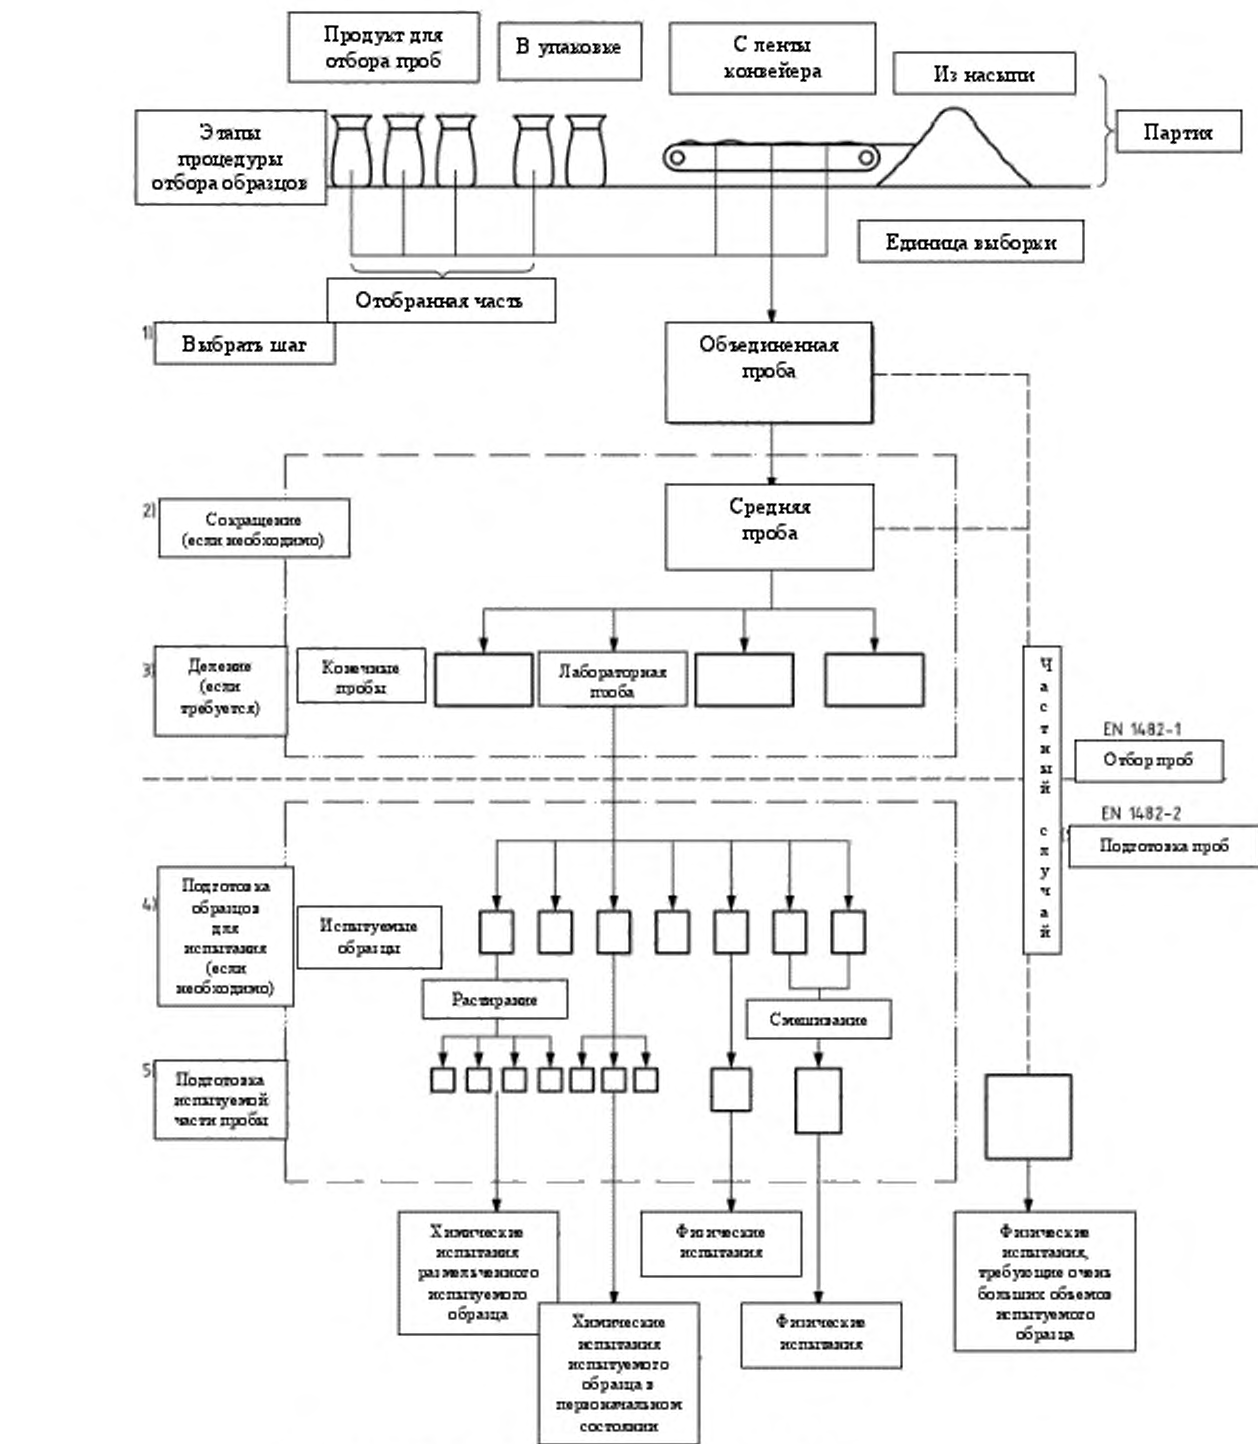 Продукт для
отбора проб
В упаковке
С ленты
конвейера
Из насыпи
Партия
Этапы
процедуры
отбора образцов
Единица выборки
Отобранная часть
1)
Выбрать шаг
Объединенная
проба
2)
Сокращение
(если необходимо)
Средняя
проба
3)
Деление
(если
требуется)
Конечные
пробы
Лабораторная
проба
Частный случай
EN 1482-1
Отбор проб
EN 1482-2
Подготовка проб
4)
Подготовка
образцов
для
испытания
(если
необходимо)
Испытуемые
образцы
Растирание
Смешивание
5)
Подготовка
испытуемой
части пробы
Химические
испытания
размельченного
испытуемого
образца
Химические
испытания
испытуемого
образца в
первоначальном
состоянии
Физические
испытания
Физические
испытания
Физические
испытания,
требующие очень
больших объемов
испытуемого
образца